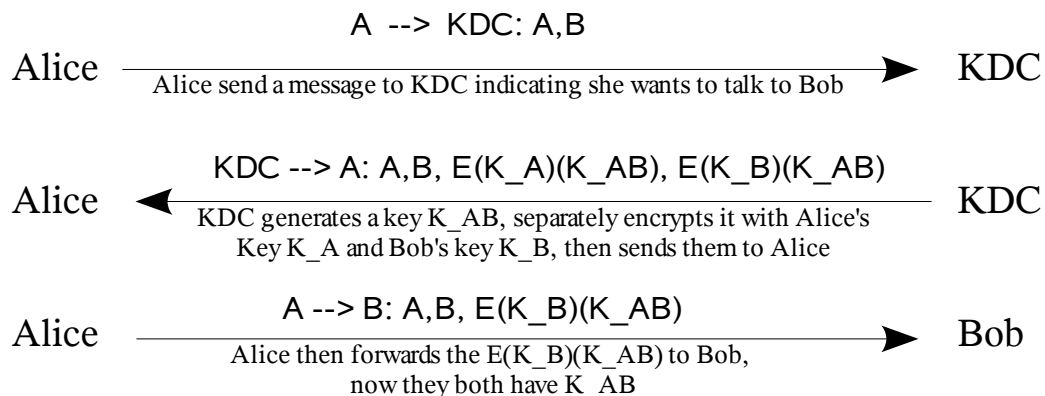 A --> KDC: A,B
Alice KDC
Alice send a message to KDC indicating she wants to talk to Bob
KDC --> A: A,B, E(K_A)(K_AB), E(K_B)(K_AB)
Alice KDC
KDC generates a key K_AB, separately encrypts it with Alice's
Key K_A and Bob's key K_B, then sends them to Alice
A --> B: A,B, E(K_B)(K_AB)
Alice Bob
Alice then forwards the E(K_B)(K_AB) to Bob,
now they both have K_AB